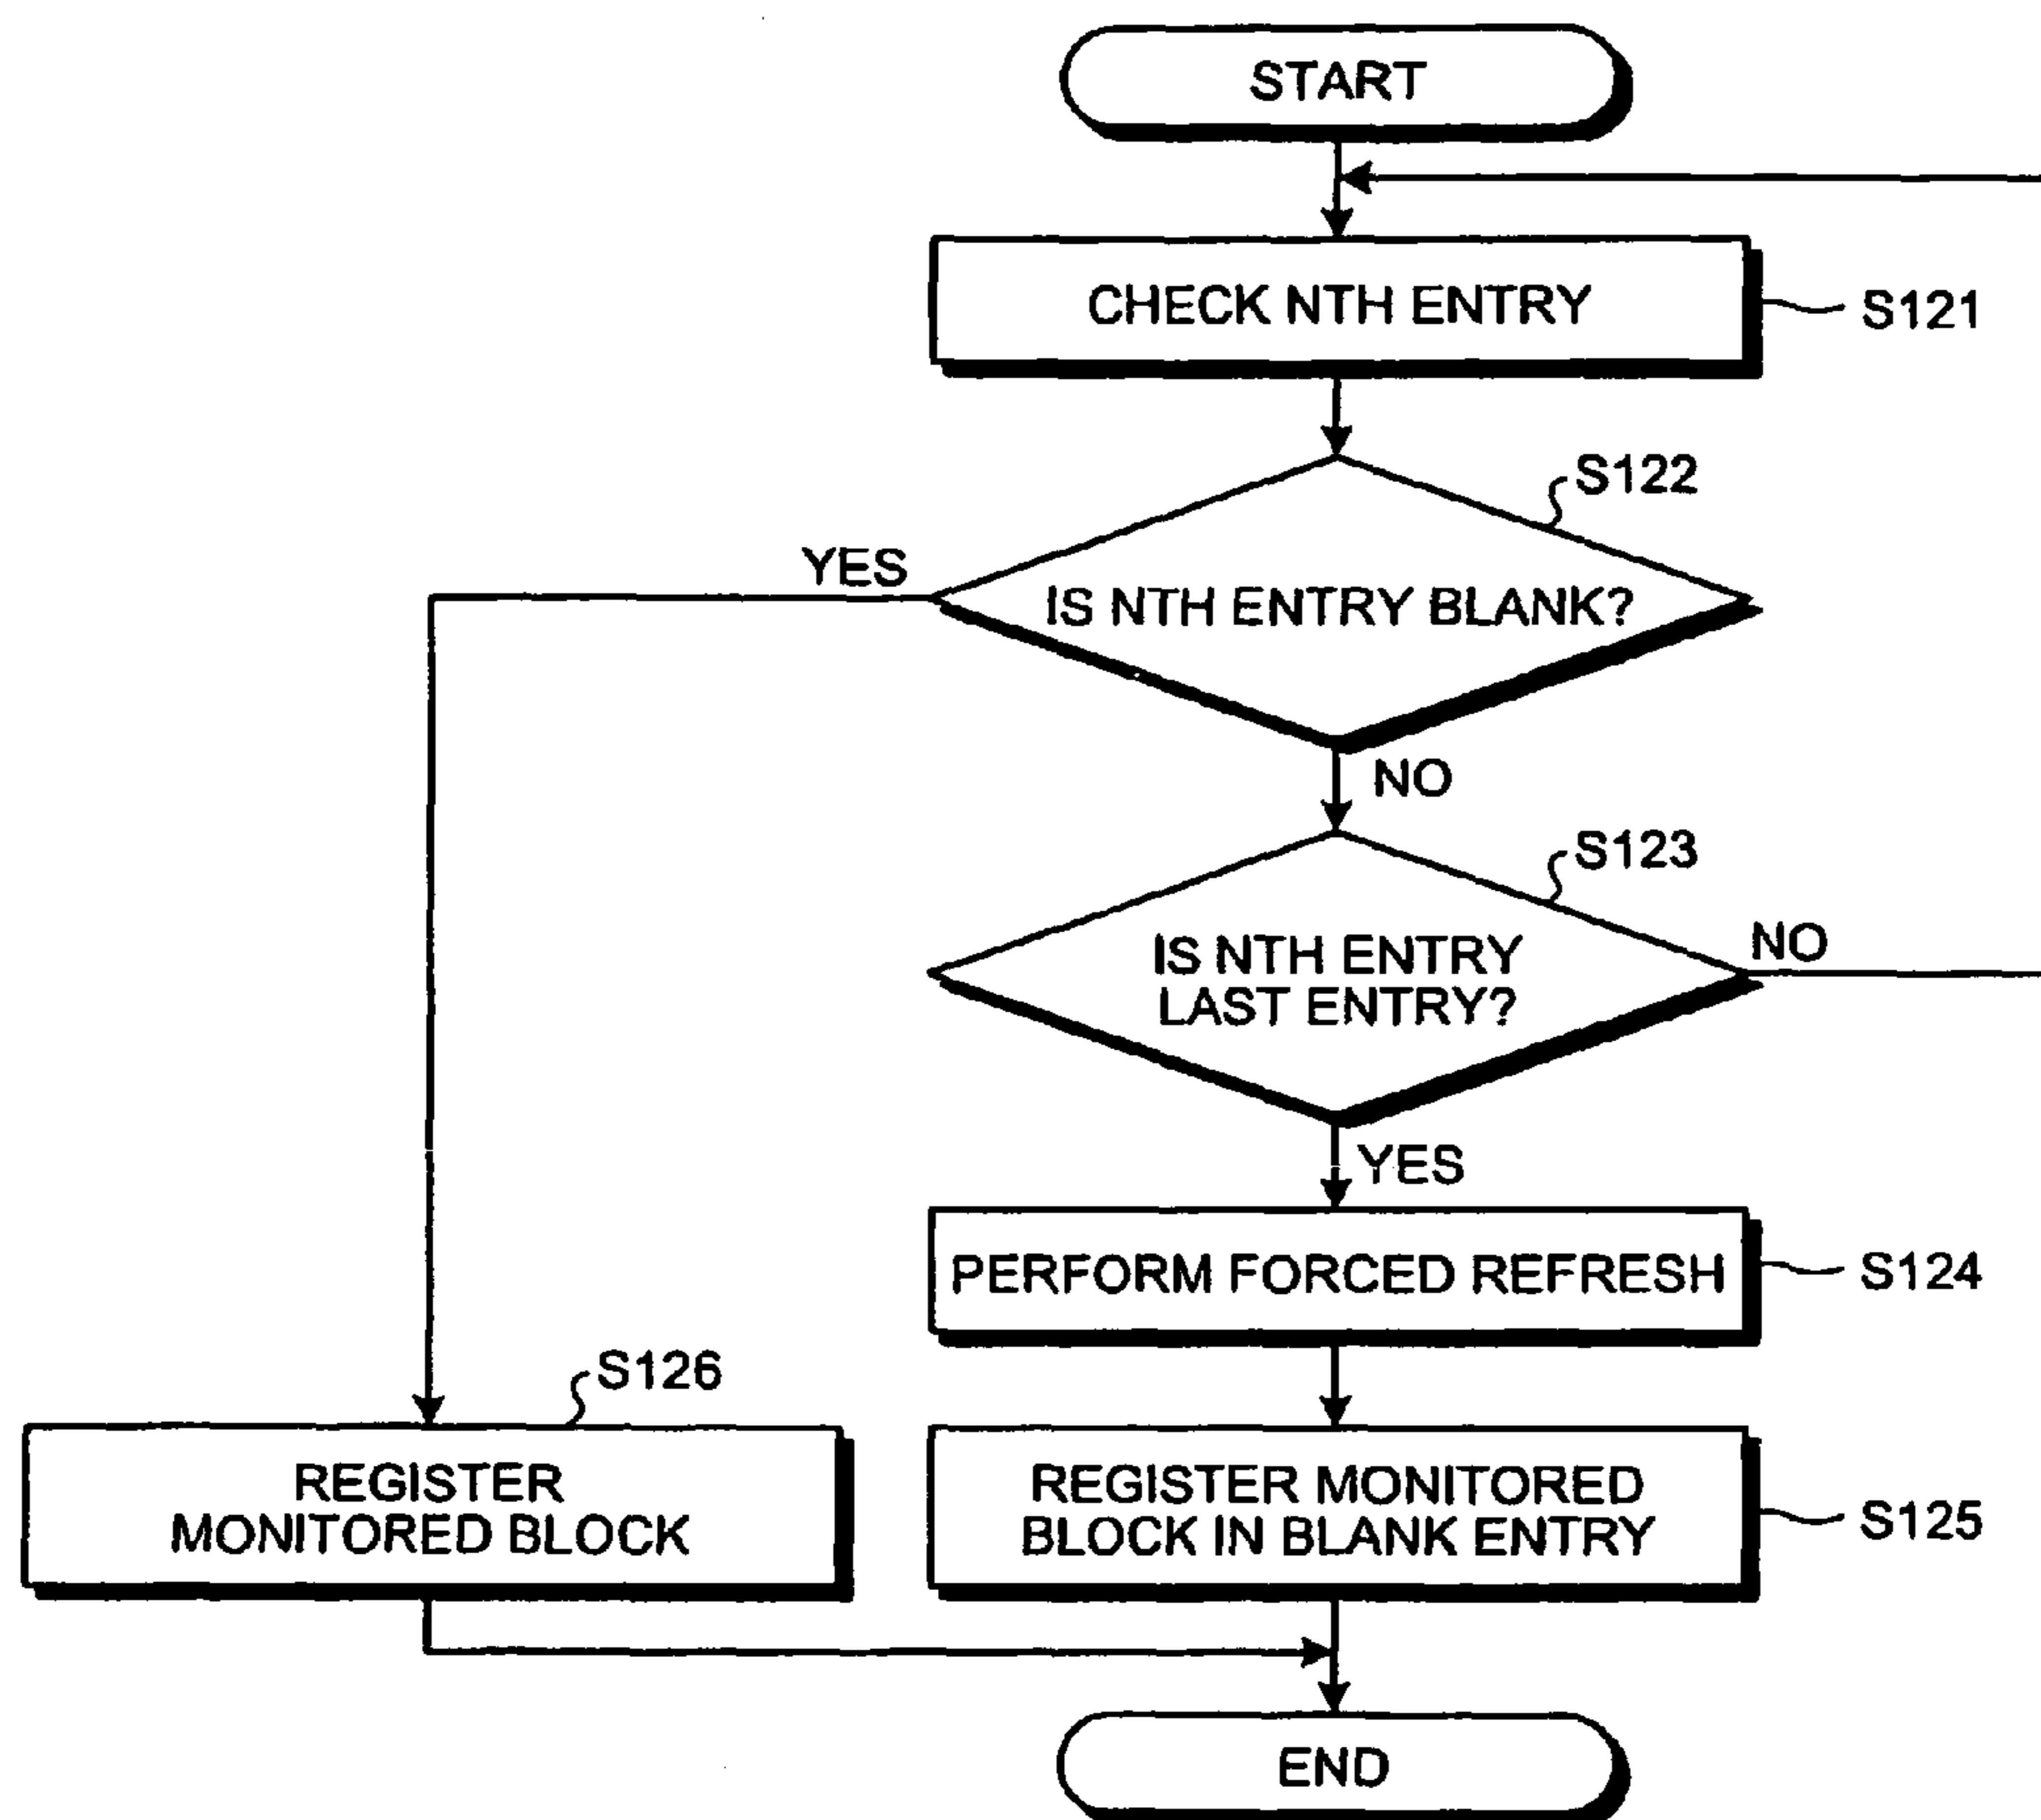 START
CHECK NTH ENTRY
S121
S122
YES
IS NTH ENTRY BLANK?
NO
S123
IS NTH ENTRY
LAST ENTRY?
NO
YES
PERFORM FORCED REFRESH
S124
S126
REGISTER
MONITORED BLOCK
REGISTER MONITORED
BLOCK IN BLANK ENTRY
S125
END